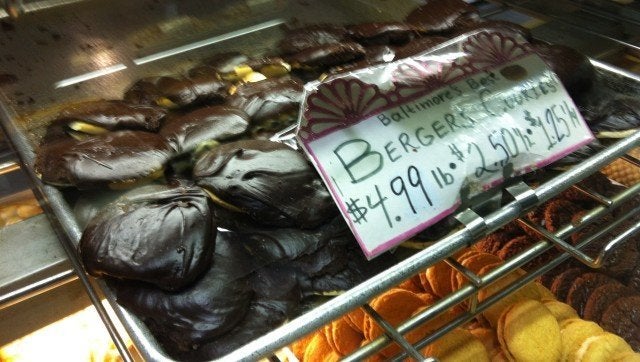 Baltimore's Best
BERGERS COOKIES
$4.99 lb. $2.50 ½. $1.25 ¼